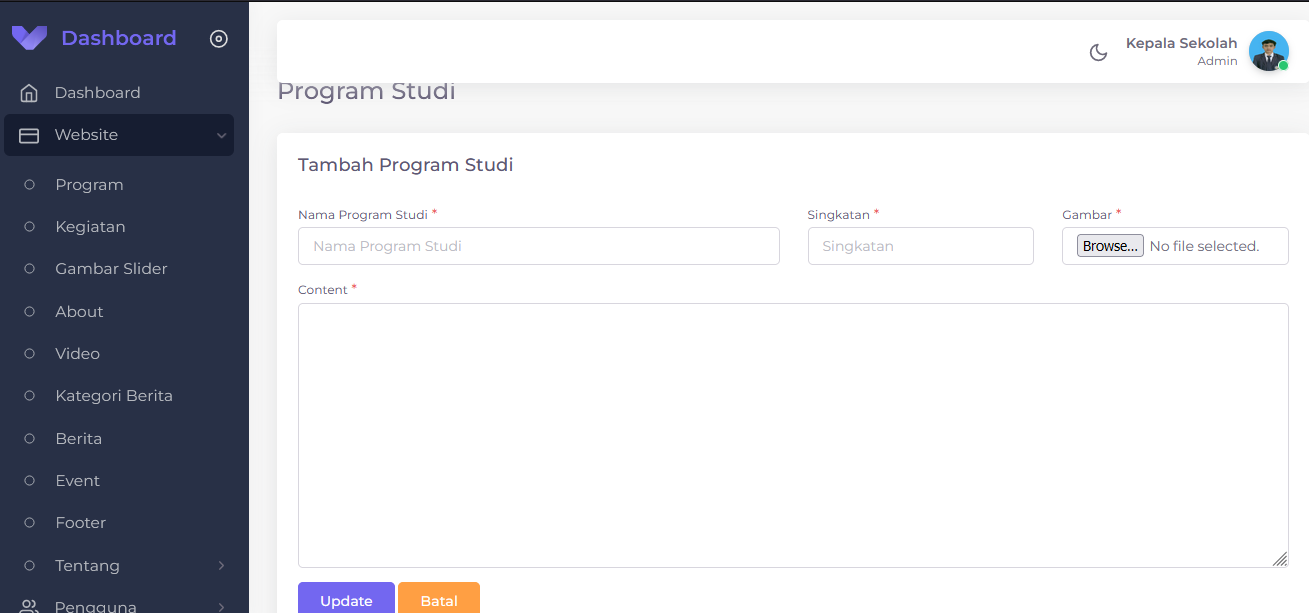 Dashboard
Dashboard
Website
Program
Kegiatan
Gambar Slider
About
Video
Kategori Berita
Berita
Event
Footer
Tentang
Pengguna
Kepala Sekolah
Admin
Program Studi
Tambah Program Studi
Nama Program Studi *
Nama Program Studi
Singkatan *
Singkatan
Gambar *
Browse... No file selected.
Content *
Update
Batal